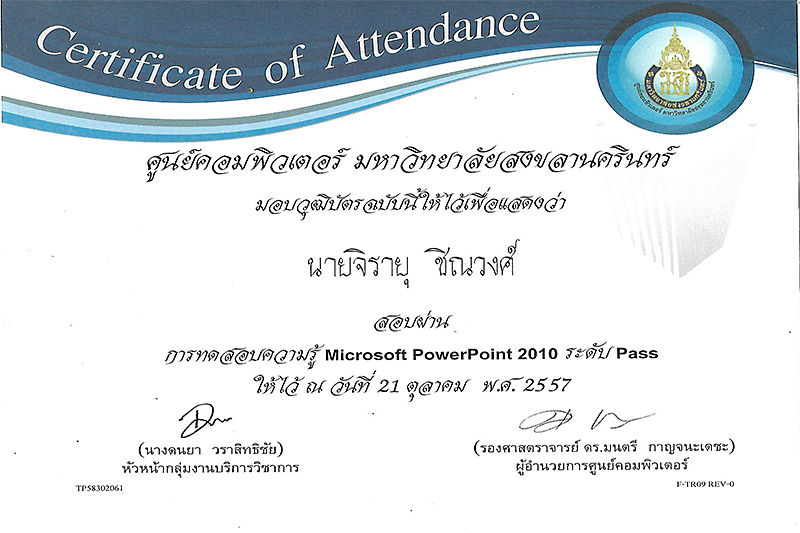 Certificate of Attendance
ศูนย์คอมพิวเตอร์ มหาวิทยาลัยสงขลานครินทร์
มอบวุฒิบัตรฉบับนี้ให้ไว้เพื่อแสดงว่า
นายจิรายุ ชีณวงศ์
สอบผ่าน
การทดสอบความรู้ Microsoft PowerPoint 2010 ระดับ Pass
ให้ไว้ ณ วันที่ 21 ตุลาคม พ.ศ. 2557
(นางดนยา วราสิทธิชัย)
หัวหน้ากลุ่มงานบริการวิชาการ
(รองศาสตราจารย์ ดร.มนตรี กาญจนะเดชะ)
ผู้อำนวยการศูนย์คอมพิวเตอร์
TP58302061
F-TR09 REV-0